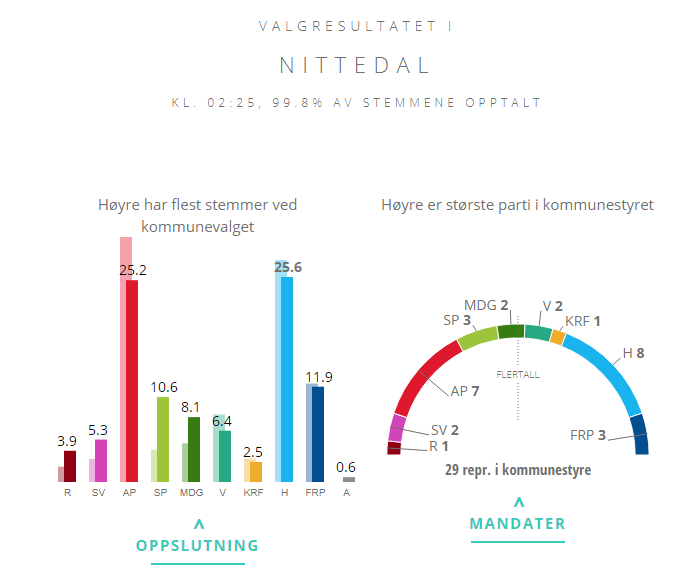 VALGRESULTATET I
NITTEDAL
KL. 02:25, 99.8% AV STEMMENE OPPTALT
Høyre har flest stemmer ved
kommunevalget
3.9
5.3
25.2
10.6
8.1
6.4
2.5
25.6
11.9
0.6
R SV AP SP MDG V KRF H FRP A
^
OPPSLUTNING
Høyre er største parti i kommunestyret
MDG 2
V 2
SP 3
KRF 1
H 8
FLERTALL
AP 7
SV 2
FRP 3
R 1
29 repr. i kommunestyre
^
MANDATER